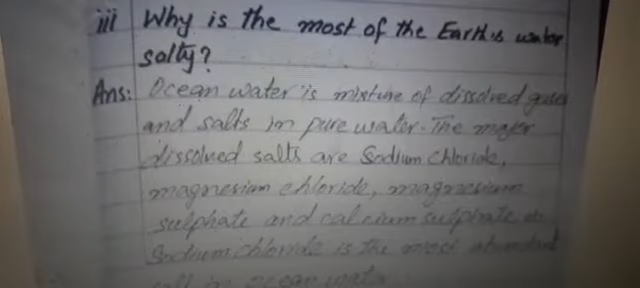 iii Why is the most of the Earth's water
salty?
Ans: Ocean water is mixture of dissolved gases
and salts in pure water. The major
dissolved salts are Sodium chloride,
magnesium chloride, magnesium
sulphate and calcium sulphate
Sodium chloride is the most abundant
salt in ocean water